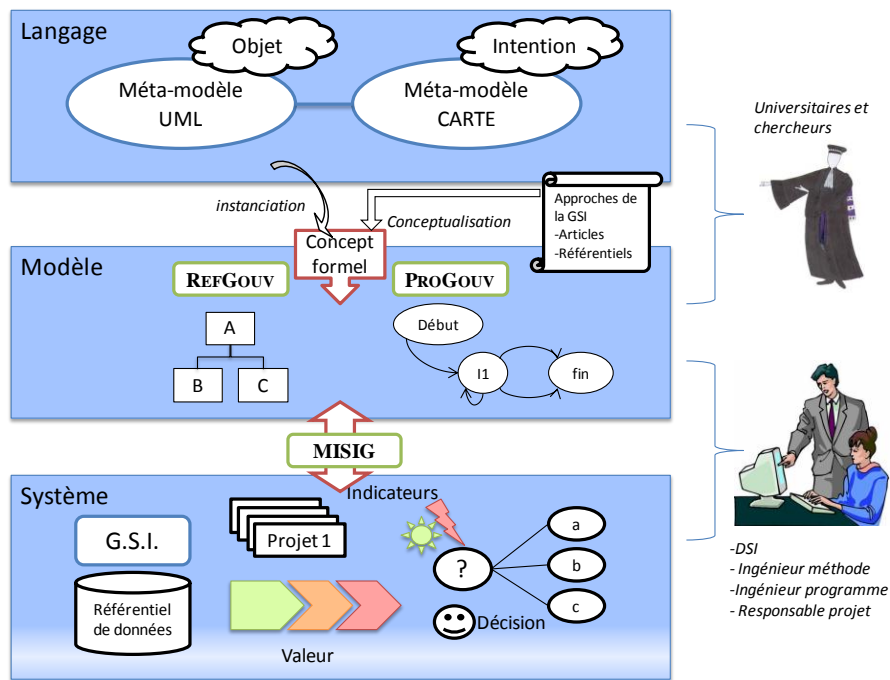 Langage
Objet
Intention
Méta-modèle
UML
Méta-modèle
CARTE
Universitaires et
chercheurs
instanciation
Conceptualisation
Approches de
la GSI
-Articles
-Référentiels
Modèle
Concept
formel
REFGOUV
PROGOUV
A
B
C
Début
I1
fin
MISIG
Système
Indicateurs
G.S.I.
Projet 1
?
a
b
c
Référentiel
de données
Valeur
Décision
-DSI
- Ingénieur méthode
-Ingénieur programme
- Responsable projet